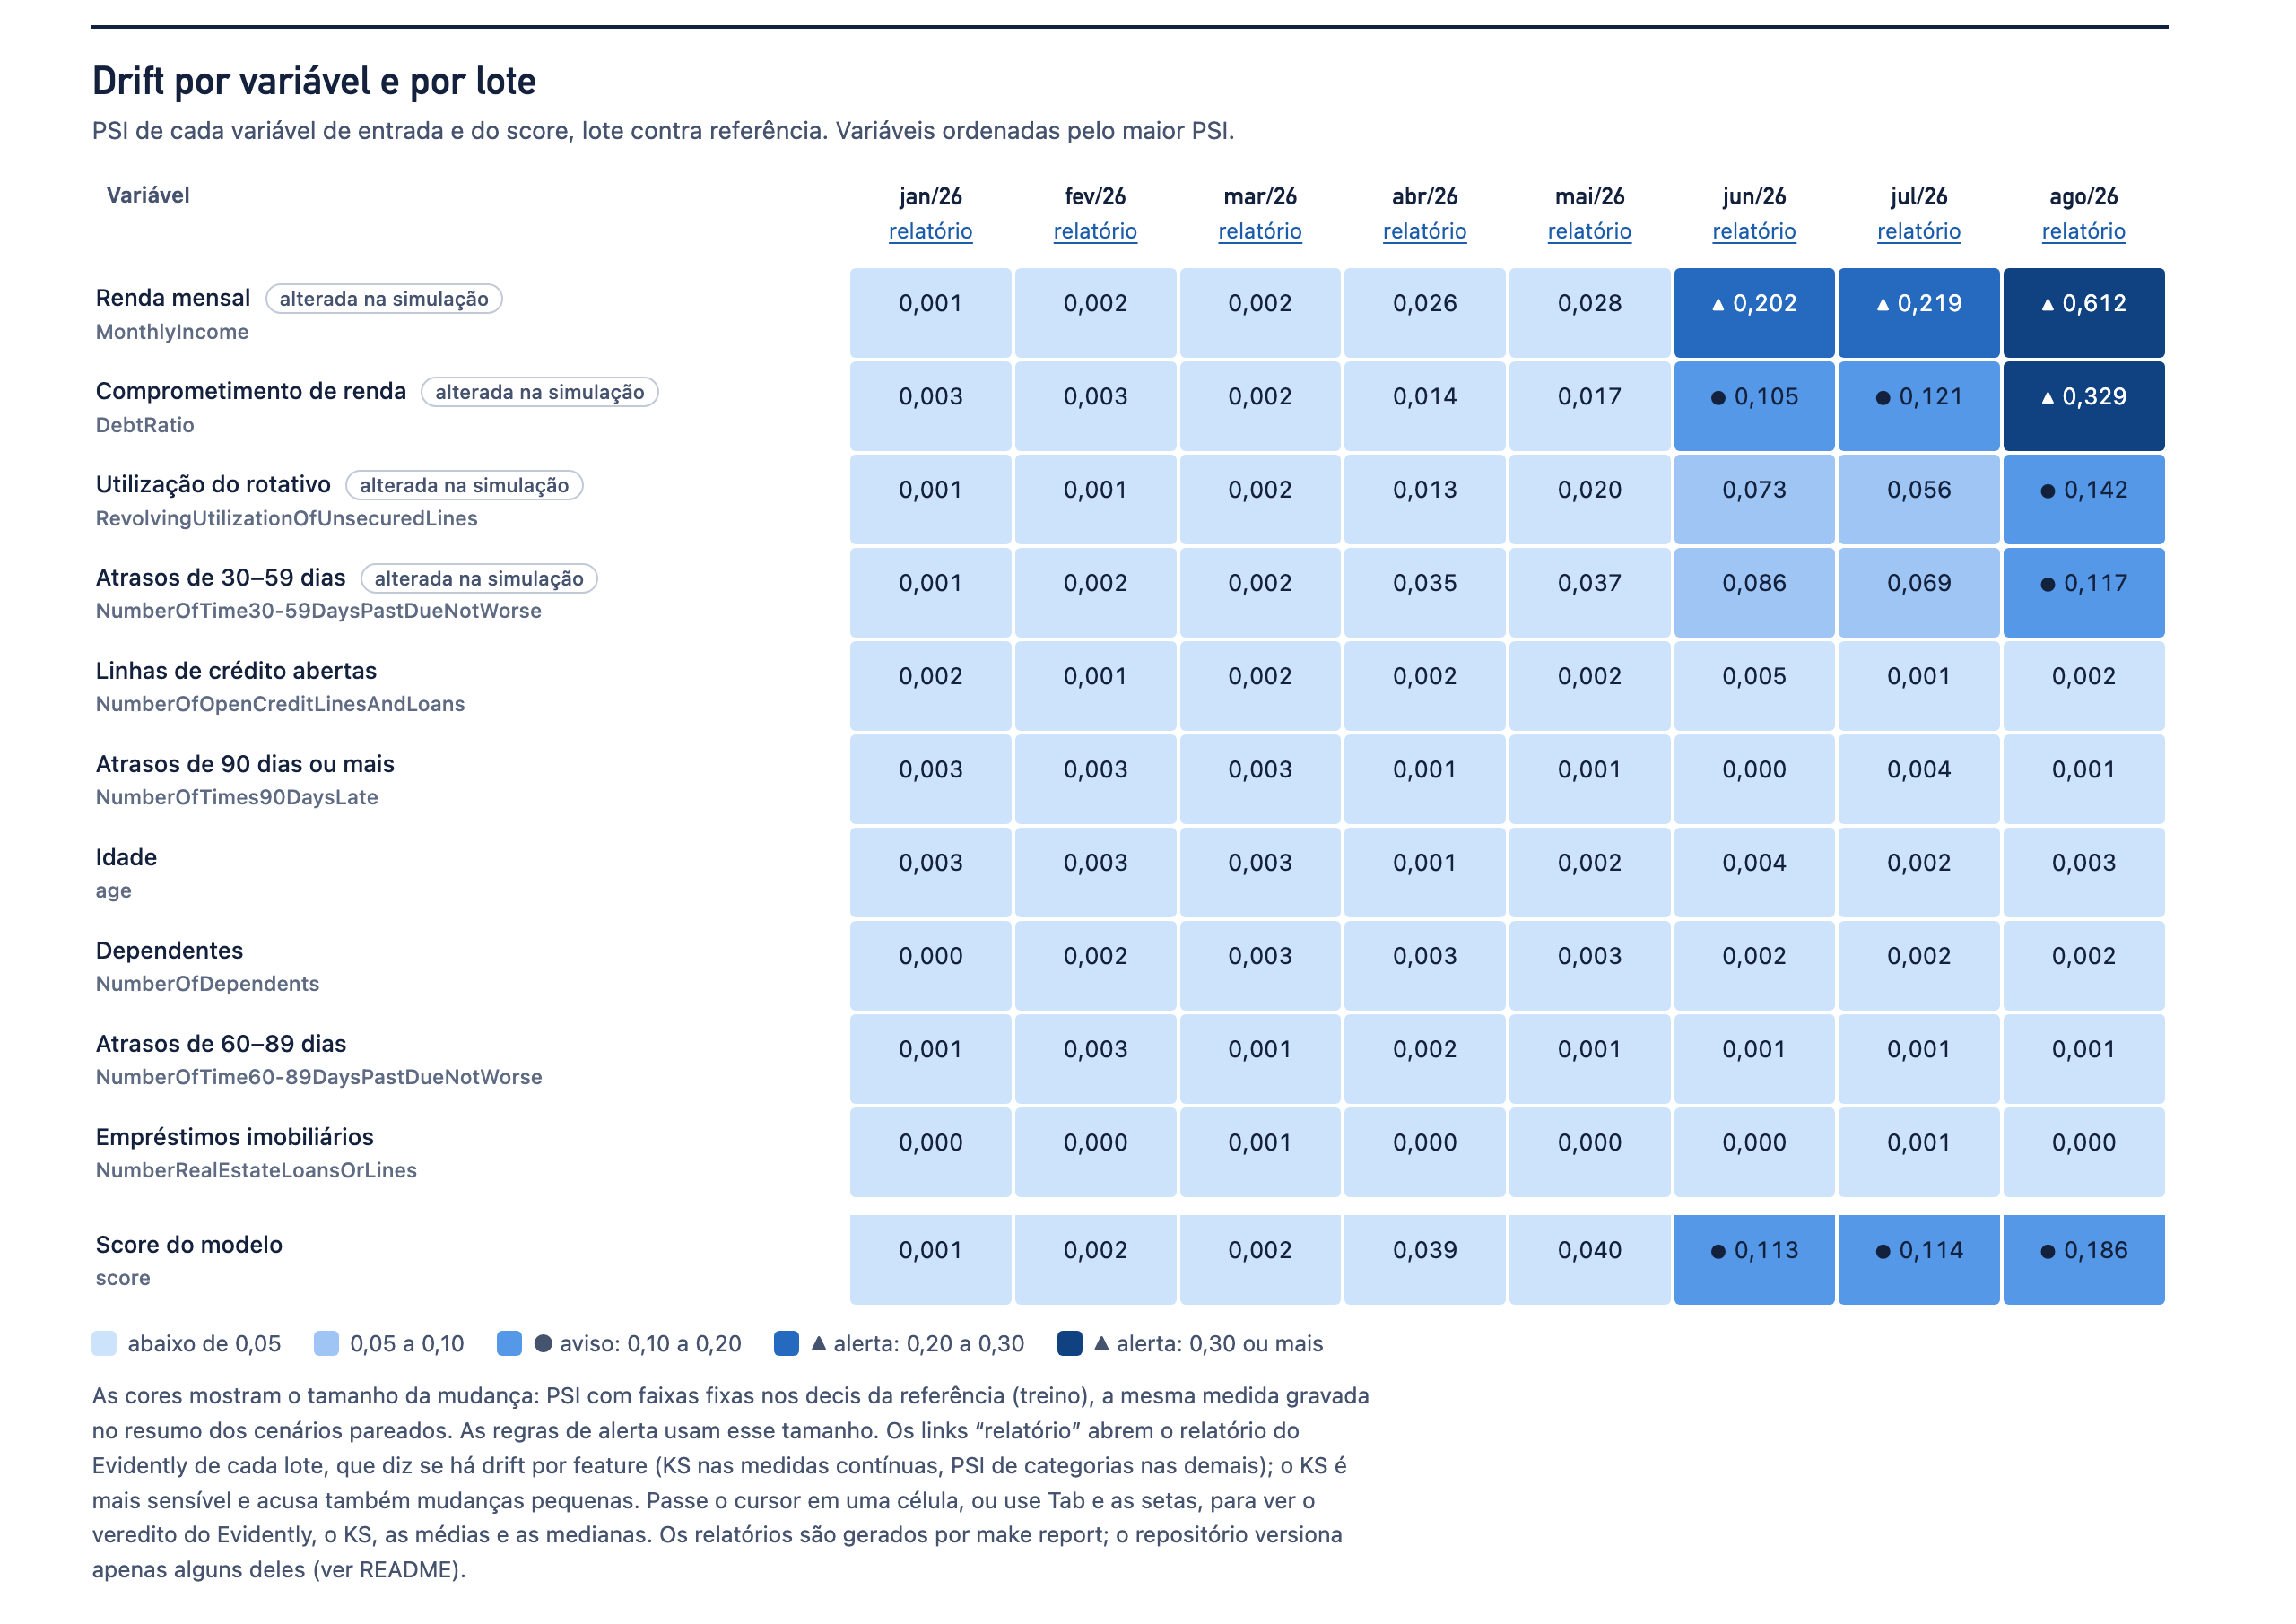 Drift por variável e por lote
PSI de cada variável de entrada e do score, lote contra referência. Variáveis ordenadas pelo maior PSI.
Variável jan/26 fev/26 mar/26 abr/26 mai/26 jun/26 jul/26 ago/26
relatório relatório relatório relatório relatório relatório relatório relatório
Renda mensal alterada na simulação 0,001 0,002 0,002 0,026 0,028 ▲ 0,202 ▲ 0,219 ▲ 0,612
MonthlyIncome
Comprometimento de renda alterada na simulação 0,003 0,003 0,002 0,014 0,017 ● 0,105 ● 0,121 ▲ 0,329
DebtRatio
Utilização do rotativo alterada na simulação 0,001 0,001 0,002 0,013 0,020 0,073 0,056 ● 0,142
RevolvingUtilizationOfUnsecuredLines
Atrasos de 30–59 dias alterada na simulação 0,001 0,002 0,002 0,035 0,037 0,086 0,069 ● 0,117
NumberOfTime30-59DaysPastDueNotWorse
Linhas de crédito abertas 0,002 0,001 0,002 0,002 0,002 0,005 0,001 0,002
NumberOfOpenCreditLinesAndLoans
Atrasos de 90 dias ou mais 0,003 0,003 0,003 0,001 0,001 0,000 0,004 0,001
NumberOfTimes90DaysLate
Idade 0,003 0,003 0,003 0,001 0,002 0,004 0,002 0,003
age
Dependentes 0,000 0,002 0,003 0,003 0,003 0,002 0,002 0,002
NumberOfDependents
Atrasos de 60–89 dias 0,001 0,003 0,001 0,002 0,001 0,001 0,001 0,001
NumberOfTime60-89DaysPastDueNotWorse
Empréstimos imobiliários 0,000 0,000 0,001 0,000 0,000 0,000 0,001 0,000
NumberRealEstateLoansOrLines
Score do modelo 0,001 0,002 0,002 0,039 0,040 ● 0,113 ● 0,114 ● 0,186
score
abaixo de 0,05 0,05 a 0,10 ● aviso: 0,10 a 0,20 ▲ alerta: 0,20 a 0,30 ▲ alerta: 0,30 ou mais
As cores mostram o tamanho da mudança: PSI com faixas fixas nos decis da referência (treino), a mesma medida gravada
no resumo dos cenários pareados. As regras de alerta usam esse tamanho. Os links “relatório” abrem o relatório do
Evidently de cada lote, que diz se há drift por feature (KS nas medidas contínuas, PSI de categorias nas demais); o KS é
mais sensível e acusa também mudanças pequenas. Passe o cursor em uma célula, ou use Tab e as setas, para ver o
veredito do Evidently, o KS, as médias e as medianas. Os relatórios são gerados por make report; o repositório versiona
apenas alguns deles (ver README).